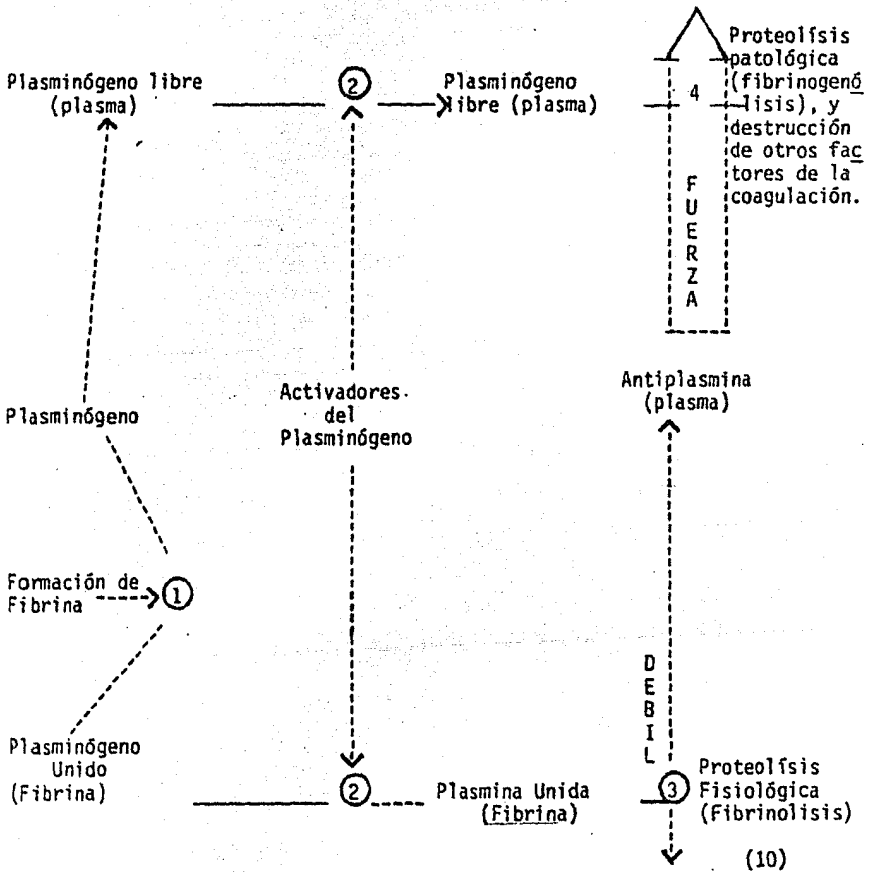 Plasminógeno libre
(plasma)
2
Plasminógeno
libre (plasma)
4
Proteolísis
patológica
(fibrinogenó
lisis), y
destrucción
de otros fac
tores de la
coagulación.
FUERZA
Plasminógeno
Activadores
del
Plasminógeno
Antiplasmina
(plasma)
Formación de
Fibrina
1
DEBIL
Plasminógeno
Unido
(Fibrina)
2
Plasmina Unida
(Fibrina)
3
Proteolísis
Fisiológica
(Fibrinolisis)
(10)